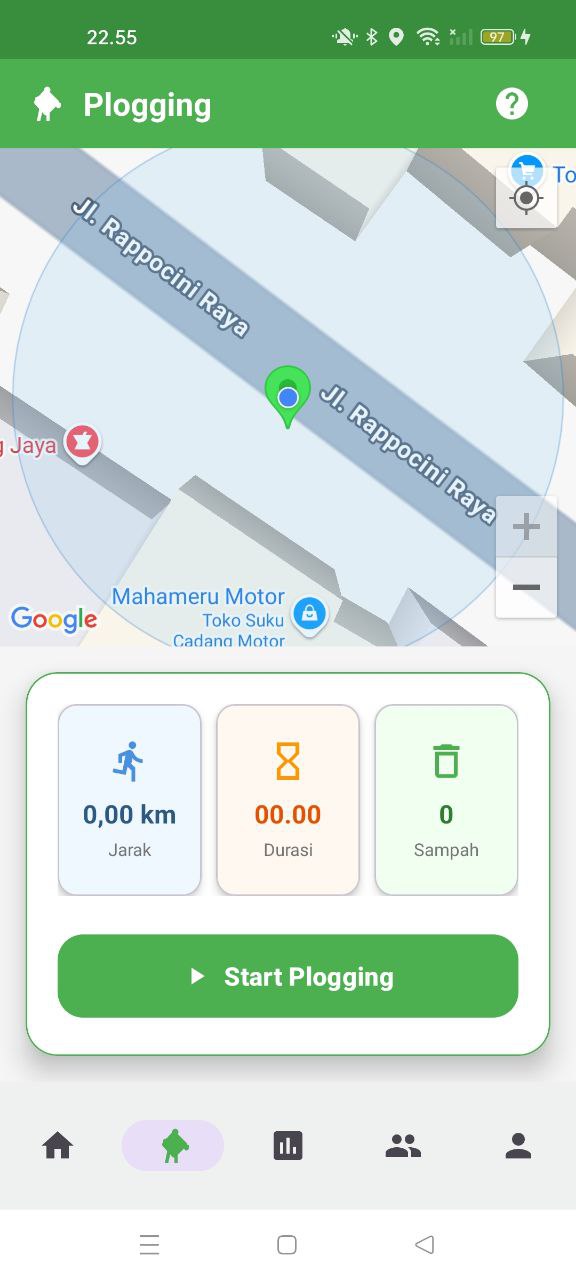 22.55
97
Plogging
To
Jl. Rappocini Raya
Jl. Rappocini Raya
g Jaya
Mahameru Motor
Toko Suku
Cadang Motor
Google
0,00 km
00.00
0
Jarak
Durasi
Sampah
Start Plogging